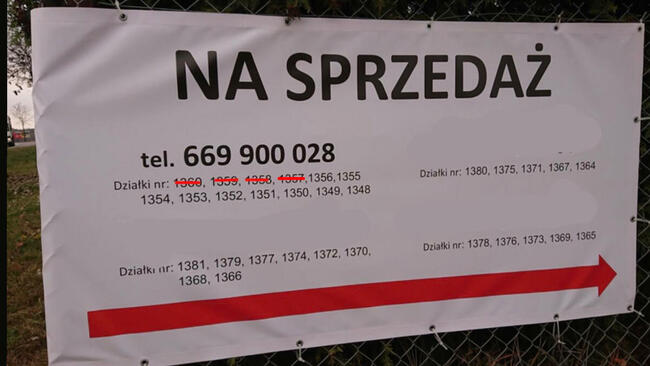 NA SPRZEDAŻ
tel. 669 900 028
Działki nr: 1360, 1359, 1358, 1357,1356,1355
1354, 1353, 1352, 1351, 1350, 1349, 1348
Działki nr: 1380, 1375, 1371, 1367, 1364
Działki nr: 1381, 1379, 1377, 1374, 1372, 1370,
1368, 1366
Działki nr: 1378, 1376, 1373, 1369, 1365